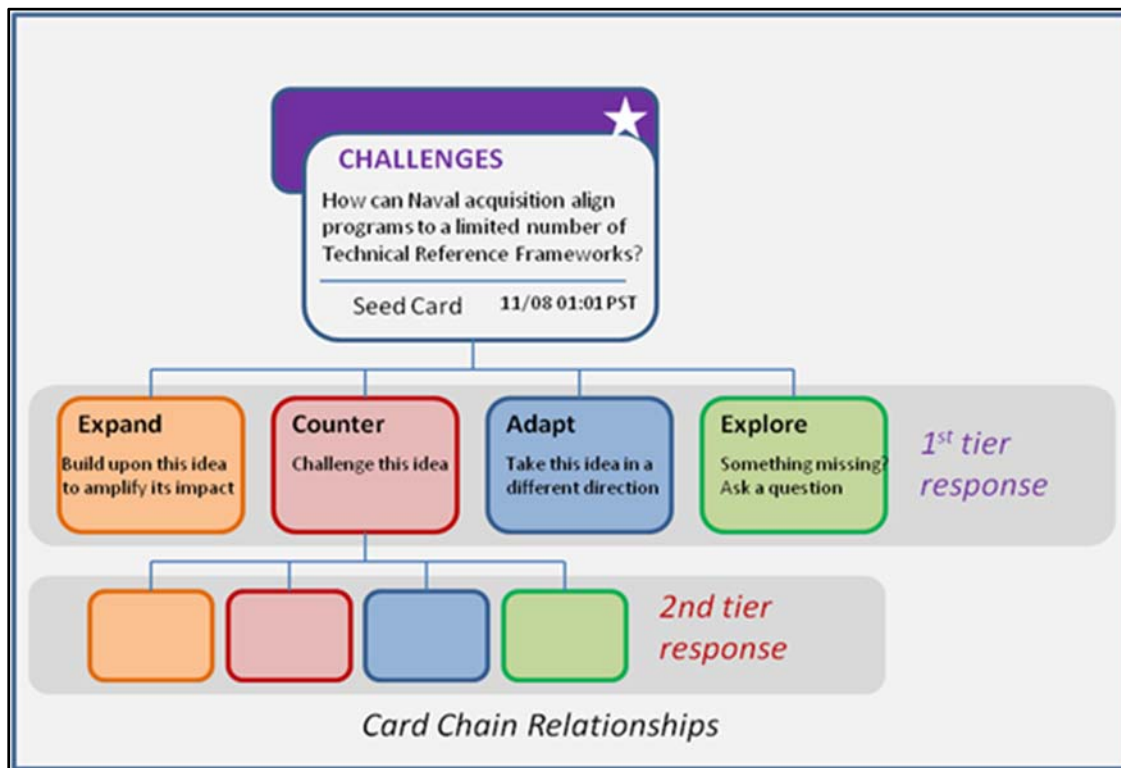 CHALLENGES
How can Naval acquisition align
programs to a limited number of
Technical Reference Frameworks?
Seed Card 11/08 01:01 PST
Expand
Build upon this idea
to amplify its impact
Counter
Challenge this idea
Adapt
Take this idea in a
different direction
Explore
Something missing?
Ask a question
1st tier
response
2nd tier
response
Card Chain Relationships